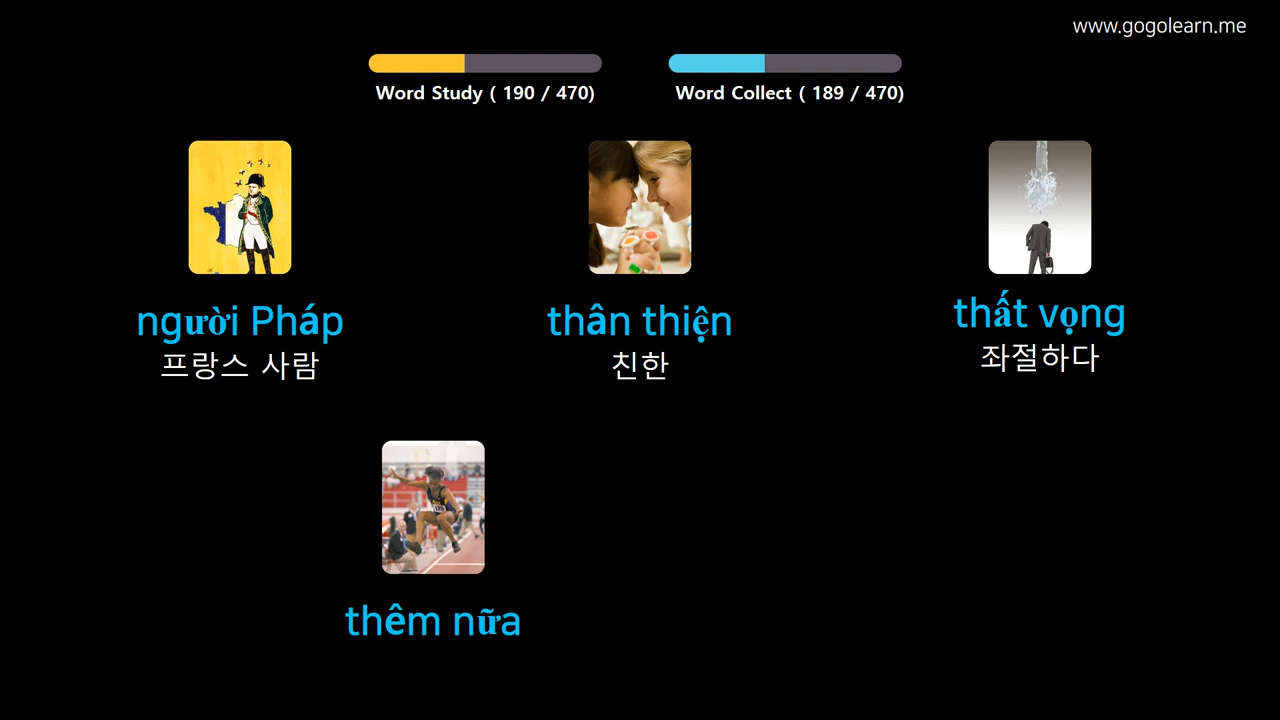 www.gogolearn.me
Word Study ( 190 / 470)
Word Collect ( 189 / 470)
người Pháp
프랑스 사람
thân thiện
친한
thất vọng
좌절하다
thêm nữa